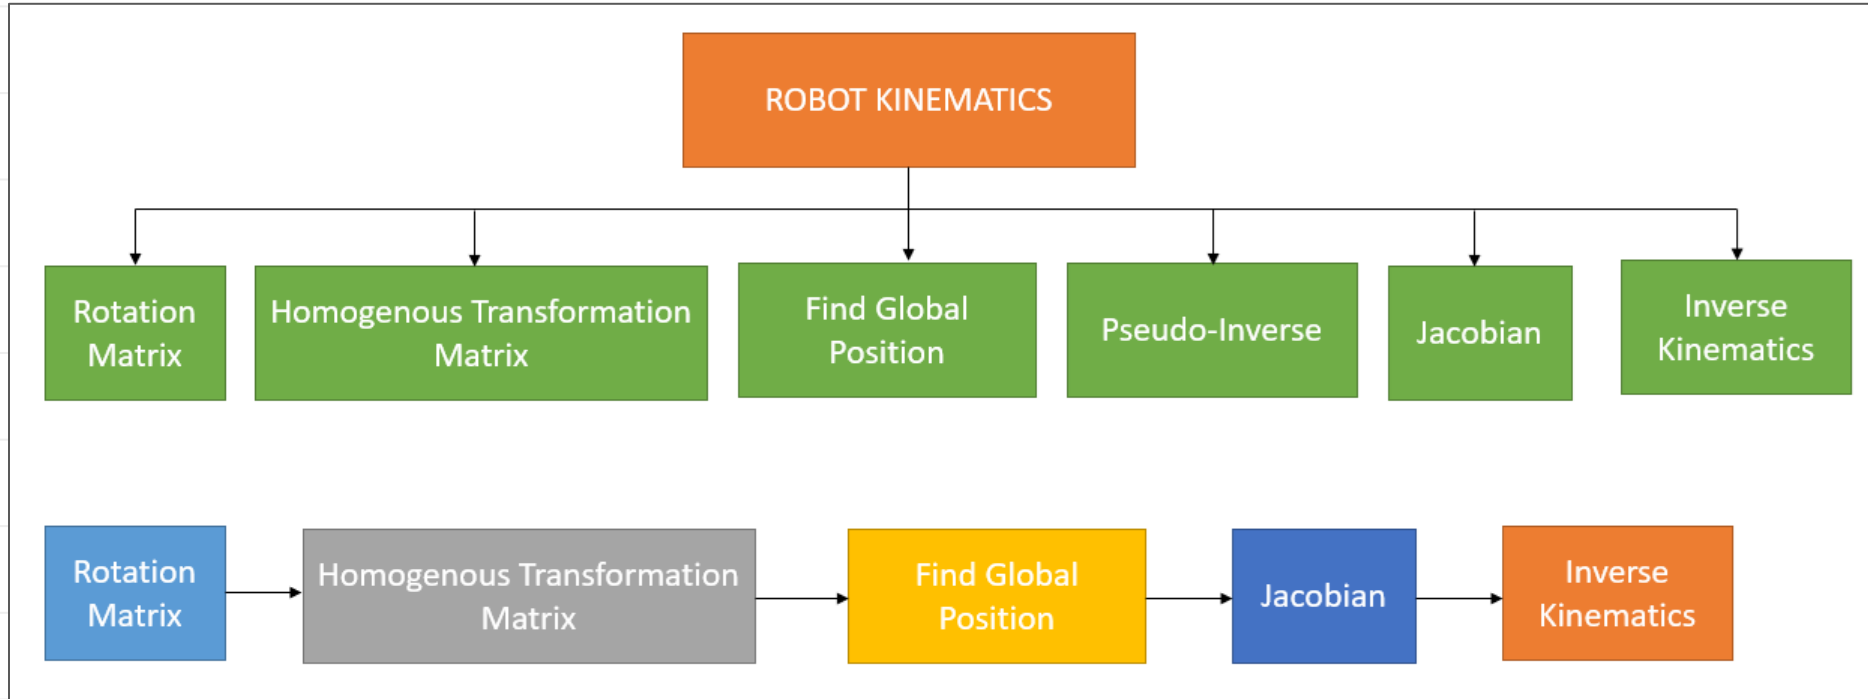 ROBOT KINEMATICS
Rotation
Matrix
Homogenous Transformation
Matrix
Find Global
Position
Pseudo-Inverse
Jacobian
Inverse
Kinematics
Rotation
Matrix
Homogenous Transformation
Matrix
Find Global
Position
Jacobian
Inverse
Kinematics